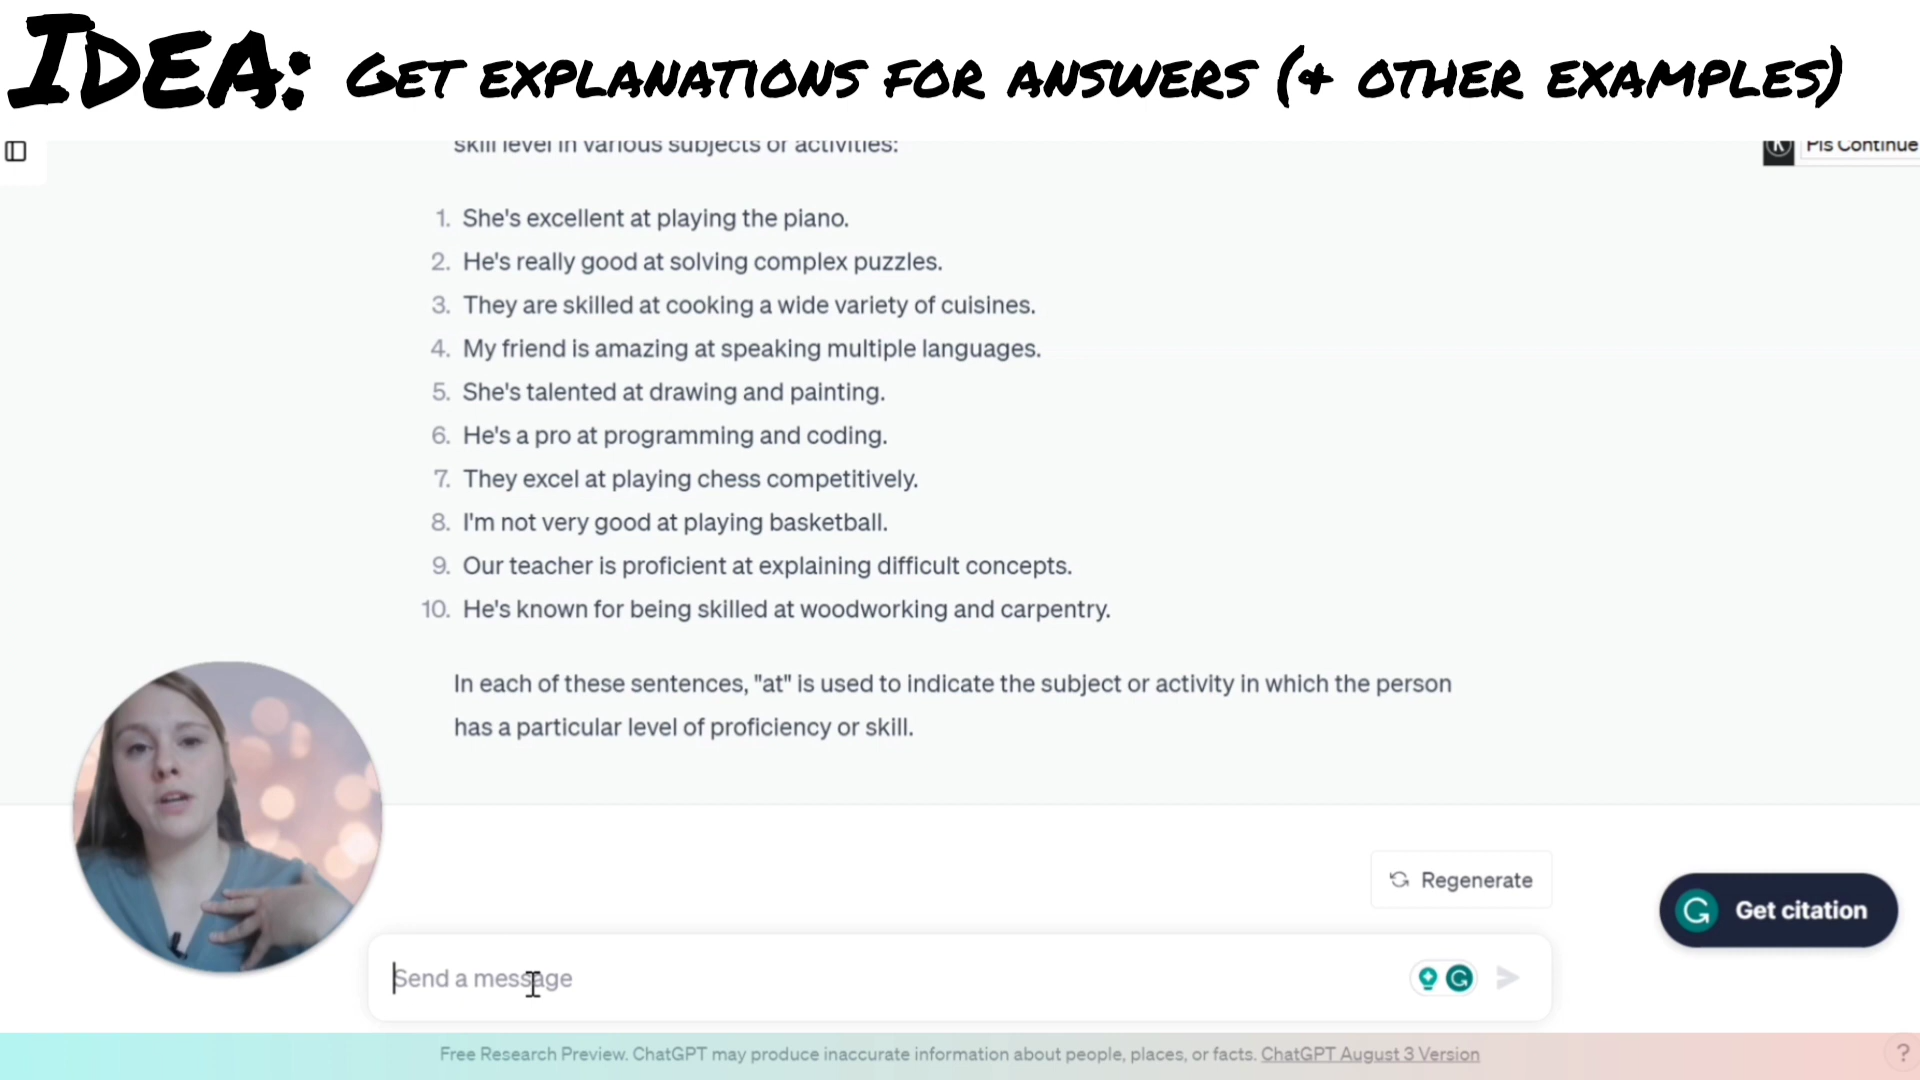 IDEA: GET EXPLANATIONS FOR ANSWERS (& OTHER EXAMPLES)
skill level in various subjects or activities:
Pls Continue
1. She's excellent at playing the piano.
2. He's really good at solving complex puzzles.
3. They are skilled at cooking a wide variety of cuisines.
4. My friend is amazing at speaking multiple languages.
5. She's talented at drawing and painting.
6. He's a pro at programming and coding.
7. They excel at playing chess competitively.
8. I'm not very good at playing basketball.
9. Our teacher is proficient at explaining difficult concepts.
10. He's known for being skilled at woodworking and carpentry.
In each of these sentences, "at" is used to indicate the subject or activity in which the person
has a particular level of proficiency or skill.
Regenerate
Get citation
Send a message
Free Research Preview. ChatGPT may produce inaccurate information about people, places, or facts. ChatGPT August 3 Version
?